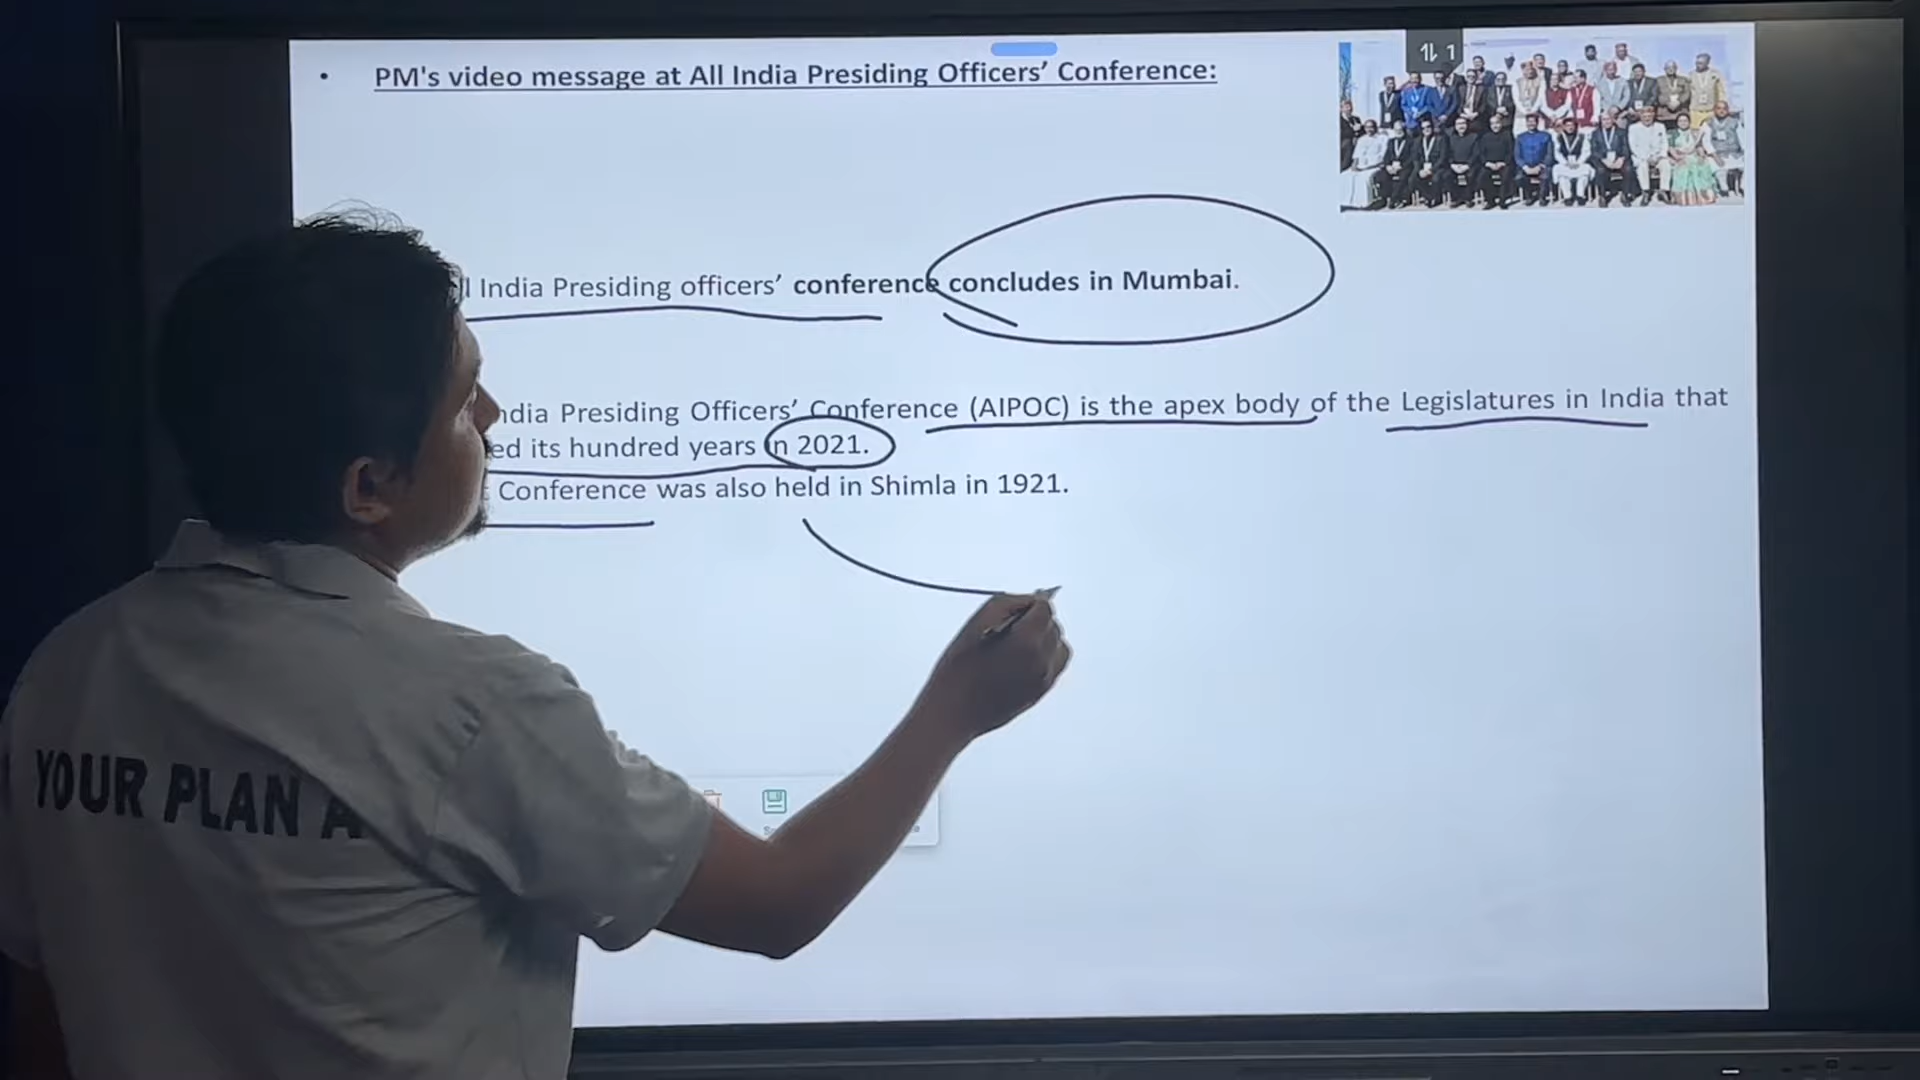 • PM's video message at All India Presiding Officers' Conference:
1
India Presiding officers' conference concludes in Mumbai.
ndia Presiding Officers' Conference (AIPOC) is the apex body of the Legislatures in India that
ed its hundred years in 2021.
Conference was also held in Shimla in 1921.
YOUR PLAN A